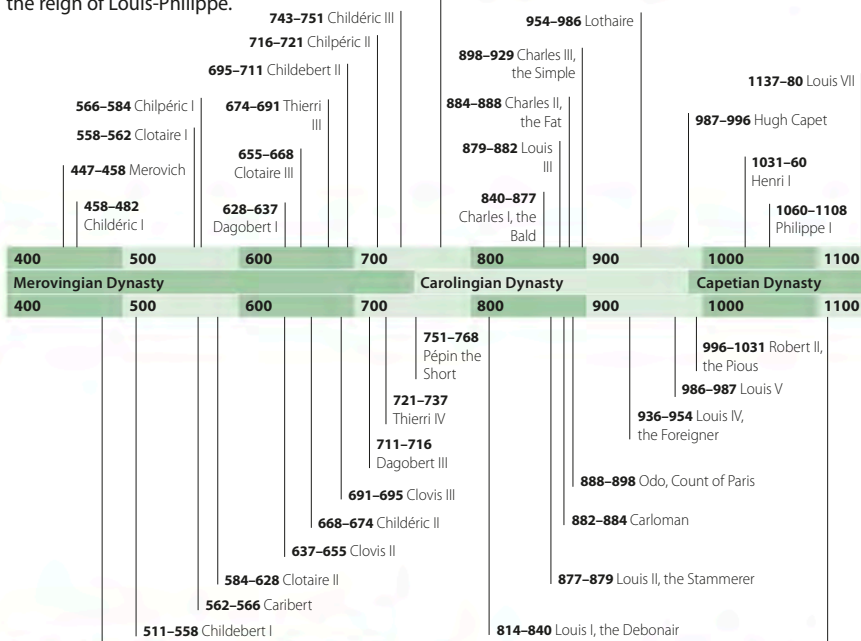 the reign of Louis-Philippe.
743–751 Childéric III
716–721 Chilpéric II
695–711 Childebert II
566–584 Chilpéric I
558–562 Clotaire I
674–691 Thierri
III
655–668
Clotaire III
447–458 Merovich
458–482
Childéric I
628–637
Dagobert I
954–986 Lothaire
898–929 Charles III,
the Simple
884–888 Charles II,
the Fat
879–882 Louis
III
840–877
Charles I, the
Bald
1137–80 Louis VII
987–996 Hugh Capet
1031–60
Henri I
1060–1108
Philippe I
400 500 600 700 800 900 1000 1100
Merovingian Dynasty Carolingian Dynasty Capetian Dynasty
400 500 600 700 800 900 1000 1100
751–768
Pépin the
Short
721–737
Thierri IV
711–716
Dagobert III
691–695 Clovis III
668–674 Childéric II
637–655 Clovis II
584–628 Clotaire II
562–566 Caribert
511–558 Childebert I
996–1031 Robert II,
the Pious
986–987 Louis V
936–954 Louis IV,
the Foreigner
888–898 Odo, Count of Paris
882–884 Carloman
877–879 Louis II, the Stammerer
814–840 Louis I, the Debonair